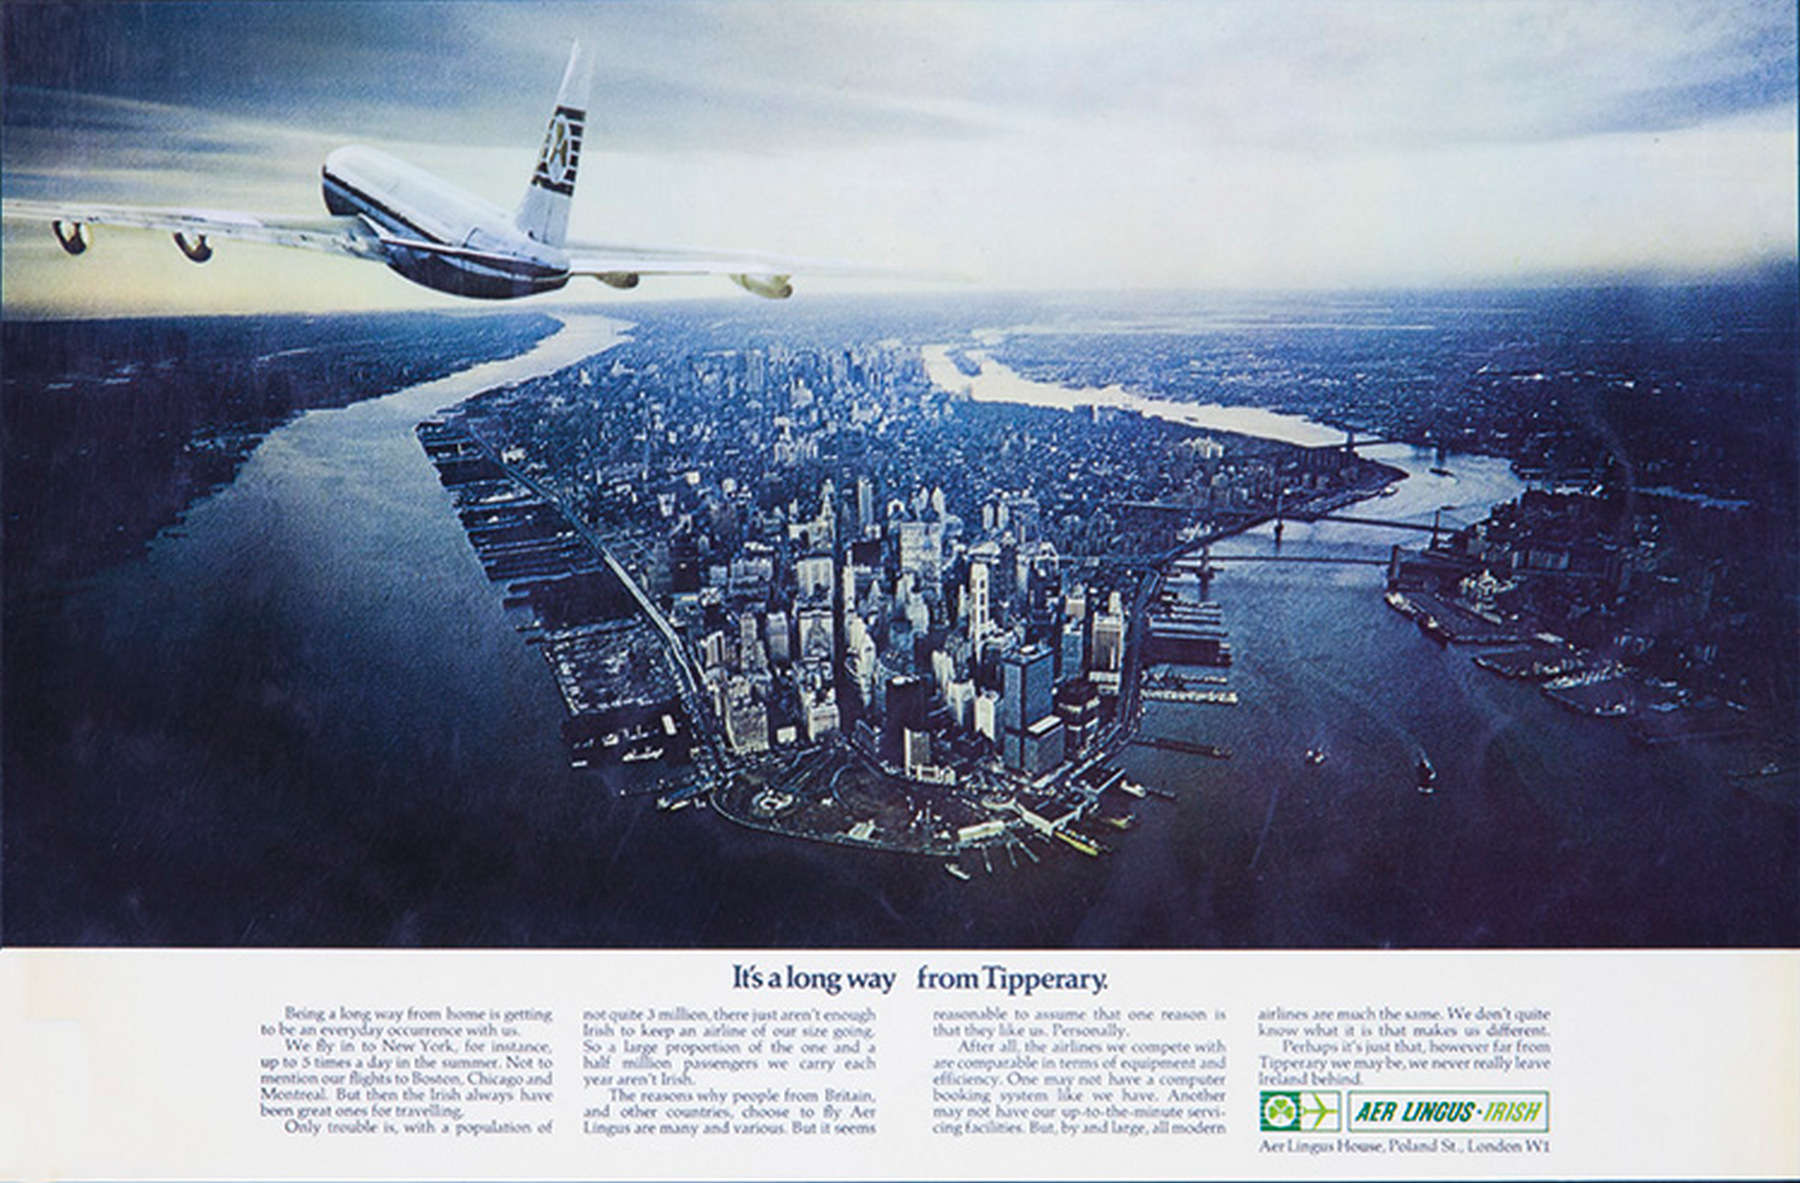 It's a long way from Tipperary.
Being a long way from home is getting
to be an everyday occurrence with us.
We fly in to New York, for instance,
up to 5 times a day in the summer. Not to
mention our flights to Boston, Chicago and
Montreal. But then the Irish always have
been great ones for travelling.
Only trouble is, with a population of
not quite 3 million, there just aren't enough
Irish to keep an airline of our size going.
So a large proportion of the one and a
half million passengers we carry each
year aren't Irish.
The reasons why people from Britain,
and other countries, choose to fly Aer
Lingus are many and various. But it seems
reasonable to assume that one reason is
that they like us. Personally.
After all, the airlines we compete with
are comparable in terms of equipment and
efficiency. One may not have a computer
booking system like we have. Another
may not have our up-to-the-minute servi-
cing facilities. But, by and large, all modern
airlines are much the same. We don't quite
know what it is that makes us different.
Perhaps it's just that, however far from
Tipperary we may be, we never really leave
Ireland behind.
AER LINGUS·IRISH
Aer Lingus House, Poland St., London W1